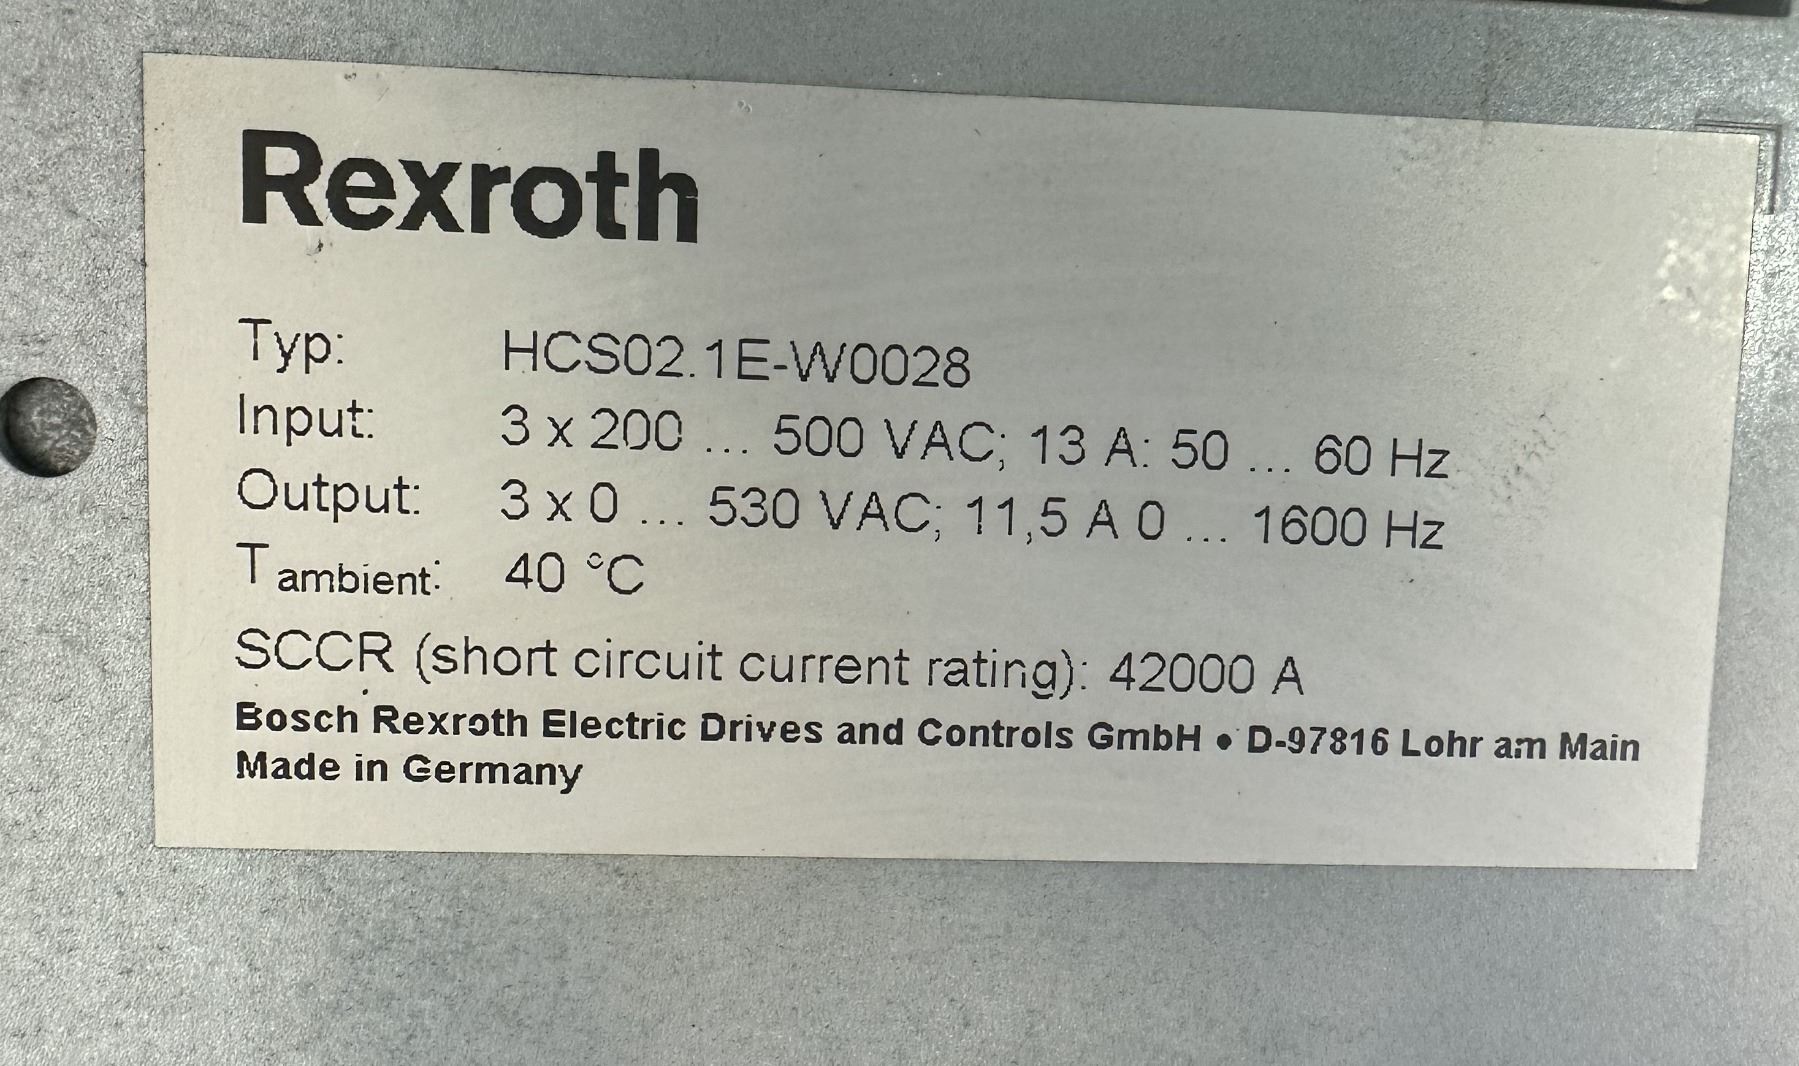 Rexroth
Typ: HCS02.1E-W0028
Input: 3 x 200 ... 500 VAC; 13 A: 50 ... 60 Hz
Output: 3 x 0 ... 530 VAC; 11,5 A 0 ... 1600 Hz
T ambient: 40 °C
SCCR (short circuit current rating): 42000 A
Bosch Rexroth Electric Drives and Controls GmbH • D-97816 Lohr am Main
Made in Germany